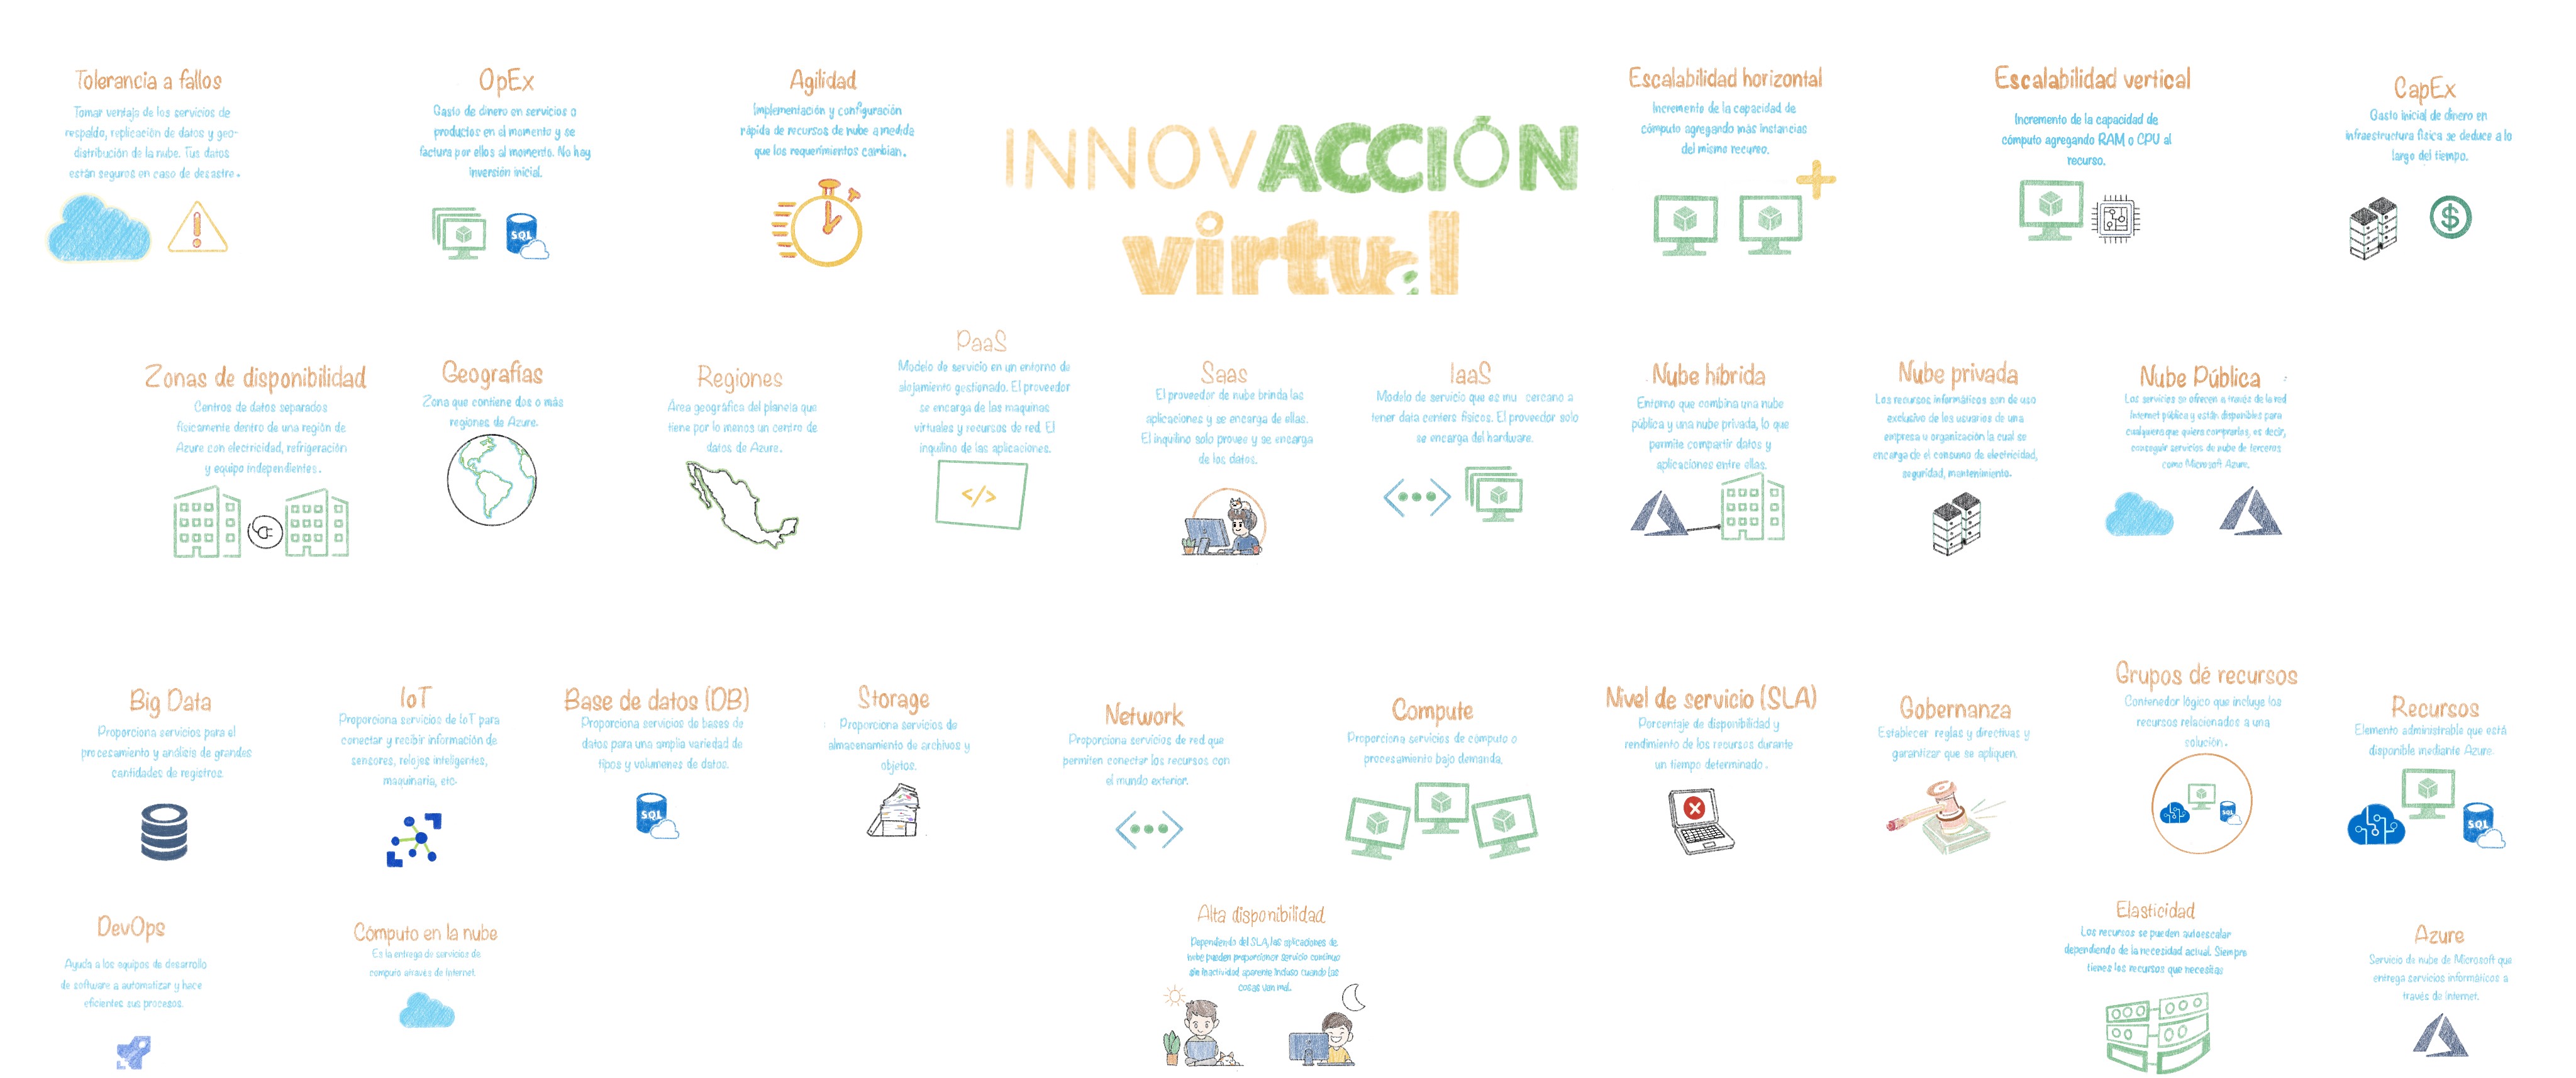 Tolerancia a fallos
Tomar ventaja de los servicios de
respaldo, replicación de datos y geo-
distribución de la nube. Tus datos
están seguros en caso de desastre.
OpEx
Gasto de dinero en servicios o
productos en el momento y se
factura por ellos al momento. No hay
inversión inicial.
Agilidad
Implementación y configuración
rápida de recursos de nube a medida
que los requerimientos cambian.
INNOVACCIÓN
virtual
Escalabilidad horizontal
Incremento de la capacidad de
cómputo agregando más instancias
del mismo recurso.
Escalabilidad vertical
Incremento de la capacidad de
cómputo agregando RAM o CPU al
recurso.
CapEx
Gasto inicial de dinero en
infraestructura física se deduce a lo
largo del tiempo.
SQL
Zonas de disponibilidad
Centros de datos separados
físicamente dentro de una región de
Azure con electricidad, refrigeración
y equipo independientes.
Geografías
Zona que contiene dos o más
regiones de Azure.
Regiones
Área geográfica del planeta que
tiene por lo menos un centro de
datos de Azure.
PaaS
Modelo de servicio en un entorno de
alojamiento gestionado. El proveedor
se encarga de las maquinas
virtuales y recursos de red. El
inquilino de las aplicaciones.
</>
Saas
El proveedor de nube brinda las
aplicaciones y se encarga de ellas.
El inquilino solo provee y se encarga
de los datos.
IaaS
Modelo de servicio que es mu cercano a
tener data centers físicos. El proveedor solo
se encarga del hardware.
Nube híbrida
Entorno que combina una nube
pública y una nube privada, lo que
permite compartir datos y
aplicaciones entre ellas.
Nube privada
Los recursos informáticos son de uso
exclusivo de los usuarios de una
empresa u organización la cual se
encarga de el consumo de electricidad,
seguridad, mantenimiento.
Nube Pública
Los servicios se ofrecen a través de la red
Internet pública y están disponibles para
cualquiera que quiera comprarlos, es decir,
conseguir servicios de nube de terceros
como Microsoft Azure.
Big Data
Proporciona servicios para el
procesamiento y análisis de grandes
cantidades de registros.
IoT
Proporciona servicios de IoT para
conectar y recibir información de
sensores, relojes inteligentes,
maquinaria, etc.
Base de datos (DB)
Proporciona servicios de bases de
datos para una amplia variedad de
tipos y volumenes de datos.
SQL
Storage
Proporciona servicios de
almacenamiento de archivos y
objetos.
Network
Proporciona servicios de red que
permiten conectar los recursos con
el mundo exterior.
Compute
Proporciona servicios de cómputo o
procesamiento bajo demanda.
Nivel de servicio (SLA)
Porcentaje de disponibilidad y
rendimiento de los recursos durante
un tiempo determinado.
Gobernanza
Establecer reglas y directivas y
garantizar que se apliquen.
Grupos dé recursos
Contenedor lógico que incluye los
recursos relacionados a una
solución.
SQL
Recursos
Elemento administrable que está
disponible mediante Azure.
SQL
DevOps
Ayuda a los equipos de desarrollo
de software a automatizar y hace
eficientes sus procesos.
Cómputo en la nube
Es la entrega de servicios de
computo através de Internet.
Alta disponibilidad
Dependiendo del SLA, las aplicaciones de
nube pueden proporcionar servicio continuo
sin inactividad aparente incluso cuando las
cosas van mal.
Elasticidad
Los recursos se pueden autoescalar
dependiendo de la necesidad actual. Siempre
tienes los recursos que necesitas
Azure
Servicio de nube de Microsoft que
entrega servicios informáticos a
través de Internet.